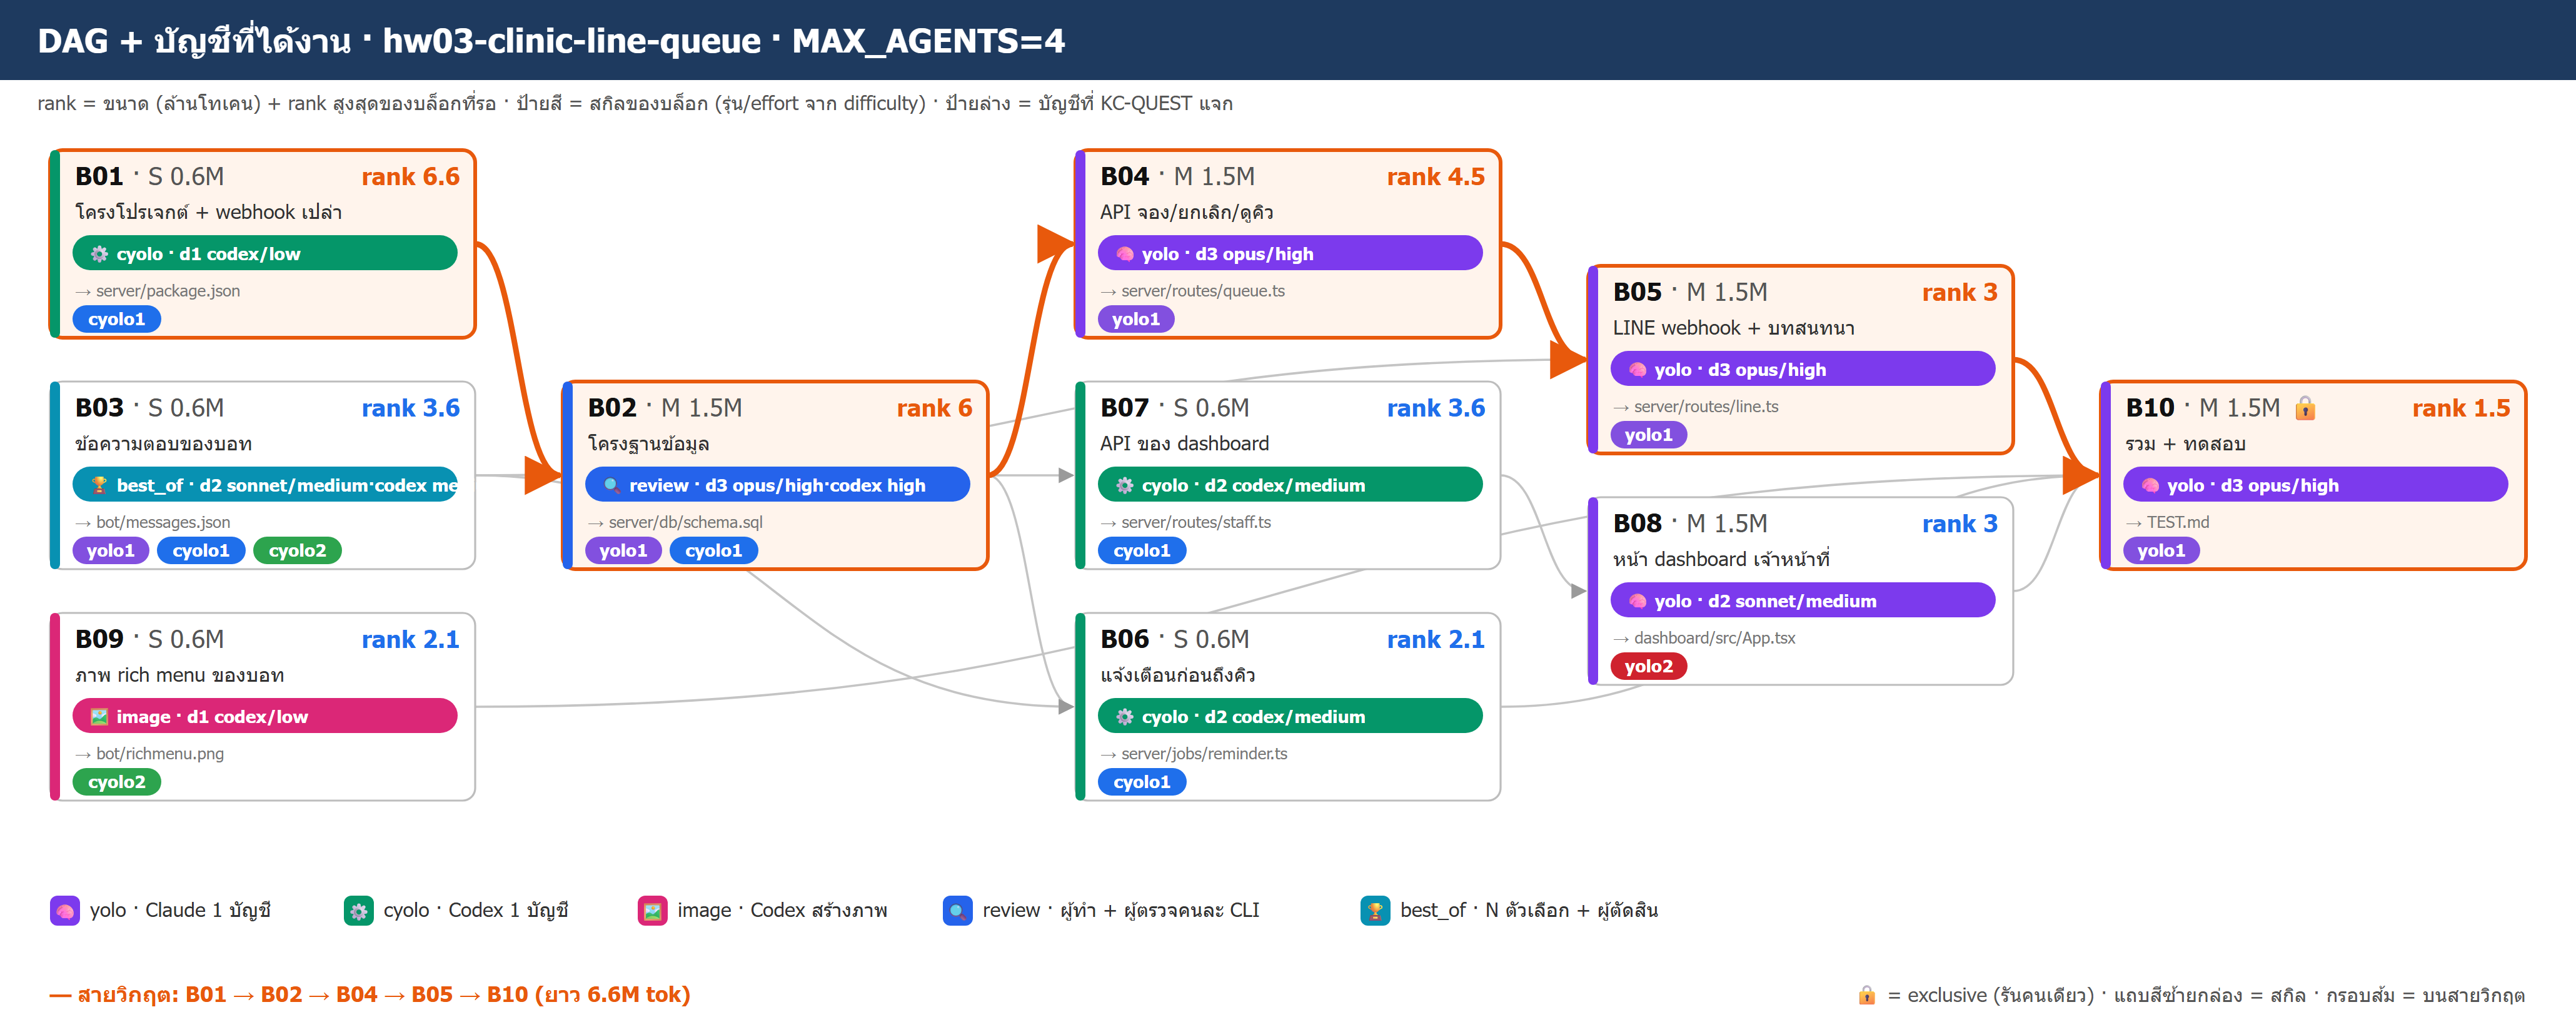 DAG + บัญชีที่ได้งาน · hw03-clinic-line-queue · MAX_AGENTS=4
rank = ขนาด (ล้านโทเคน) + rank สูงสุดของบล็อกที่รอ · ป้ายสี = สกิลของบล็อก (รุ่น/effort จาก difficulty) · ป้ายล่าง = บัญชีที่ KC-QUEST แจก
B01 · S 0.6M rank 6.6
โครงโปรเจกต์ + webhook เปล่า
cyolo · d1 codex/low
→ server/package.json
cyolo1
B03 · S 0.6M rank 3.6
ข้อความตอบของบอท
best_of · d2 sonnet/medium·codex me
→ bot/messages.json
yolo1 cyolo1 cyolo2
B09 · S 0.6M rank 2.1
ภาพ rich menu ของบอท
image · d1 codex/low
→ bot/richmenu.png
cyolo2
B02 · M 1.5M rank 6
โครงฐานข้อมูล
review · d3 opus/high·codex high
→ server/db/schema.sql
yolo1 cyolo1
B04 · M 1.5M rank 4.5
API จอง/ยกเลิก/ดูคิว
yolo · d3 opus/high
→ server/routes/queue.ts
yolo1
B07 · S 0.6M rank 3.6
API ของ dashboard
cyolo · d2 codex/medium
→ server/routes/staff.ts
cyolo1
B06 · S 0.6M rank 2.1
แจ้งเตือนก่อนถึงคิว
cyolo · d2 codex/medium
→ server/jobs/reminder.ts
cyolo1
B05 · M 1.5M rank 3
LINE webhook + บทสนทนา
yolo · d3 opus/high
→ server/routes/line.ts
yolo1
B08 · M 1.5M rank 3
หน้า dashboard เจ้าหน้าที่
yolo · d2 sonnet/medium
→ dashboard/src/App.tsx
yolo2
B10 · M 1.5M 🔒 rank 1.5
รวม + ทดสอบ
yolo · d3 opus/high
→ TEST.md
yolo1
yolo · Claude 1 บัญชี
cyolo · Codex 1 บัญชี
image · Codex สร้างภาพ
review · ผู้ทำ + ผู้ตรวจคนละ CLI
best_of · N ตัวเลือก + ผู้ตัดสิน
— สายวิกฤต: B01 → B02 → B04 → B05 → B10 (ยาว 6.6M tok)
🔒 = exclusive (รันคนเดียว) · แถบสีซ้ายกล่อง = สกิล · กรอบส้ม = บนสายวิกฤต